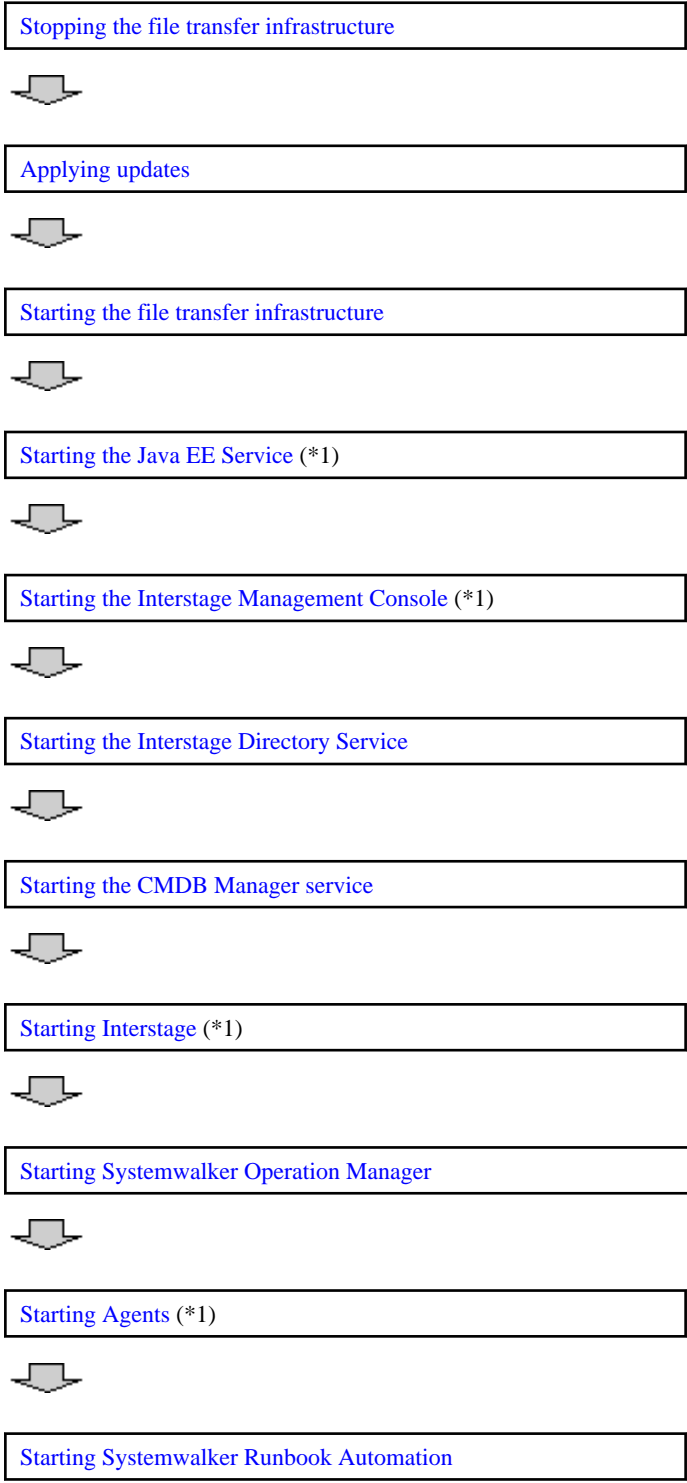 Stopping the file transfer infrastructure
Applying updates
Starting the file transfer infrastructure
Starting the Java EE Service (*1)
Starting the Interstage Management Console (*1)
Starting the Interstage Directory Service
Starting the CMDB Manager service
Starting Interstage (*1)
Starting Systemwalker Operation Manager
Starting Agents (*1)
Starting Systemwalker Runbook Automation